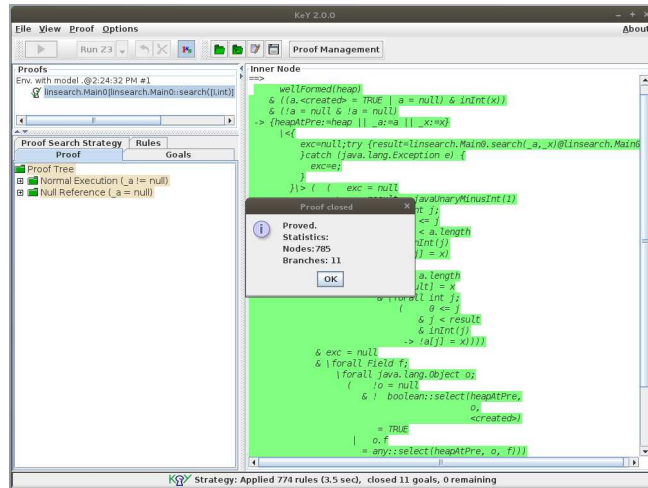 KeY 2.0.0
File View Proof Options About
Run Z3 Proof Management
Proofs
Env. with model .@2:24:32 PM #1
linsearch.Main0[linsearch.Main0::search([I,int)]
Proof Search Strategy Rules
Proof Goals
Proof Tree
Normal Execution (_a != null)
Null Reference (_a = null)
Inner Node
==>
wellFormed(heap)
& ((a.<created> = TRUE | a = null) & inInt(x))
& (!a = null & !a = null)
-> {heapAtPre:=heap || _a:=a || _x:=x}
\<{
exc=null;try {result=linsearch.Main0.search(_a,_x)@linsearch.Main0
}catch (java.lang.Exception e) {
exc=e;
}
}\> ( ( exc = null
javaUnaryMinusInt(1)
int j;
<= j
< a.length
inInt(j)
j] = x)
a.length
ult] = x
& \forall int j;
( 0 <= j
& j < result
& inInt(j)
-> !a[j] = x))))
& exc = null
& \forall Field f;
\forall java.lang.Object o;
( !o = null
& ! boolean::select(heapAtPre,
o,
<created>)
= TRUE
| o.f
= any::select(heapAtPre, o, f)))
Proof closed
Proved.
Statistics:
Nodes:785
Branches: 11
OK
KeY Strategy: Applied 774 rules (3.5 sec), closed 11 goals, 0 remaining